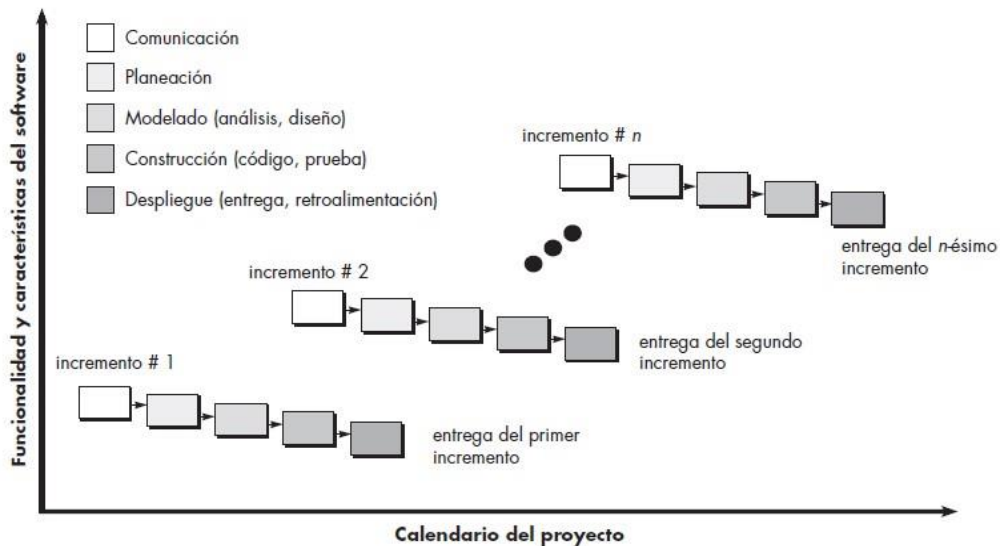 Funcionalidad y características del software
Comunicación
Planeación
Modelado (análisis, diseño)
Construcción (código, prueba)
Despliegue (entrega, retroalimentación)
incremento # n
entrega del n-ésimo
incremento
incremento # 2
entrega del segundo
incremento
incremento # 1
entrega del primer
incremento
Calendario del proyecto